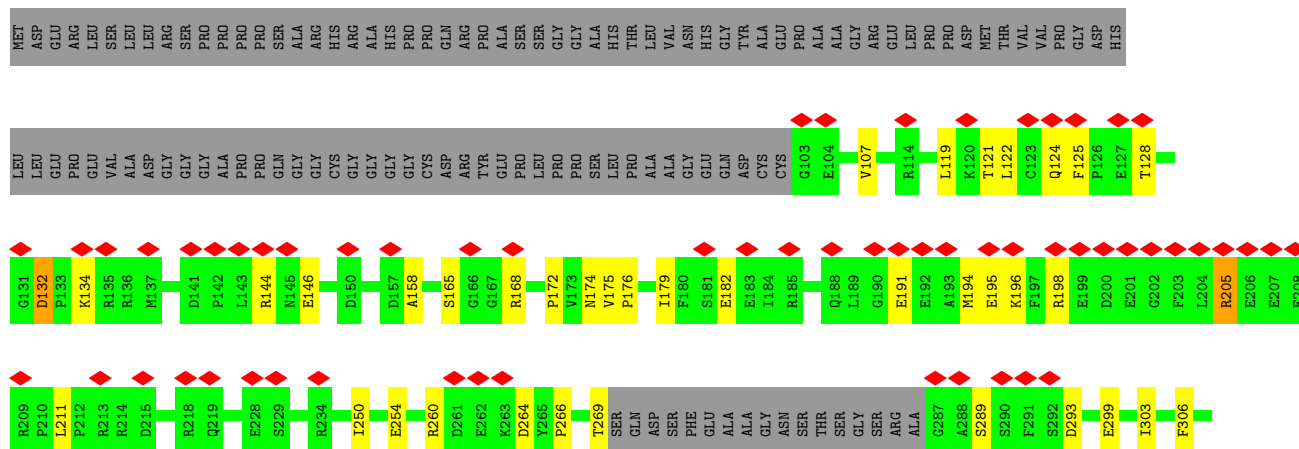 MET ASP GLU ARG LEU SER LEU LEU ARG SER PRO PRO PRO PRO SER ALA ARG HIS ARG ALA HIS PRO PRO GLN ARG PRO ALA SER SER GLY GLY ALA HIS THR LEU VAL ASN HIS GLY TYR ALA GLU PRO ALA ALA GLY ARG GLU LEU PRO PRO ASP MET THR VAL VAL PRO GLY ASP HIS
LEU LEU GLU PRO GLU VAL ALA ASP GLY GLY GLY ALA PRO PRO GLN GLY GLY CYS GLY GLY GLY GLY CYS ASP ARG TYR GLU PRO LEU PRO PRO SER LEU PRO ALA ALA GLY GLU GLN ASP CYS CYS G103 E104 V107 R114 L119 K120 T121 L122 C123 Q124 F125 P126 E127 T128
G131 D132 P133 K134 R135 R136 M137 D141 P142 L143 R144 N145 E146 D150 D157 A158 S165 G166 G167 R168 P172 V173 N174 V175 P176 I179 F180 S181 E182 E183 I184 R185 Q188 L189 G190 E191 E192 A193 M194 E195 K196 F197 R198 E199 D200 E201 G202 F203 L204 R205 E206 E207 E208
R209 P210 L211 P212 R213 R214 D215 R218 Q219 E228 S229 R234 I250 E254 R260 D261 E262 K263 D264 Y265 P266 T269 SER GLN ASP SER PHE GLU ALA ALA GLY ASN SER THR SER GLY SER ARG ALA G287 A288 S289 S290 F291 S292 D293 E299 I303 F306